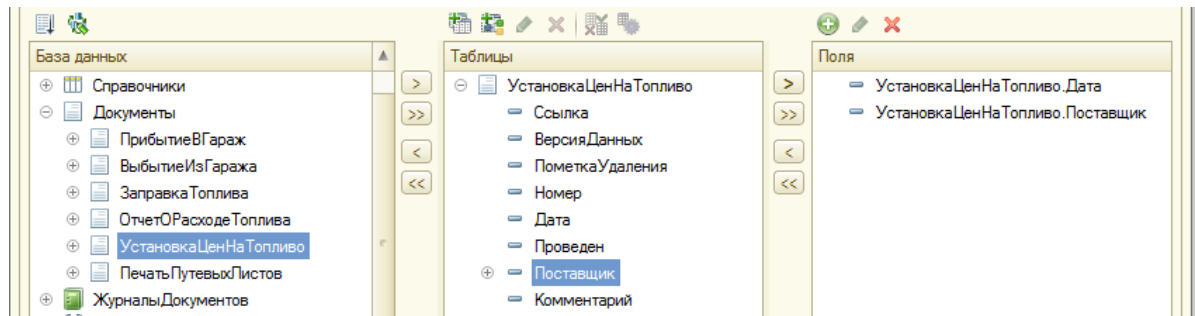 База данных
Справочники
Документы
ПрибытиеВГараж
ВыбытиеИзГаража
ЗаправкаТоплива
ОтчетОРасходеТоплива
УстановкаЦенНаТопливо
ПечатьПутевыхЛистов
ЖурналыДокументов
>
>>
<
<<
Таблицы
УстановкаЦенНаТопливо
Ссылка
ВерсияДанных
ПометкаУдаления
Номер
Дата
Проведен
Поставщик
Комментарий
>
>>
<
<<
Поля
УстановкаЦенНаТопливо.Дата
УстановкаЦенНаТопливо.Поставщик